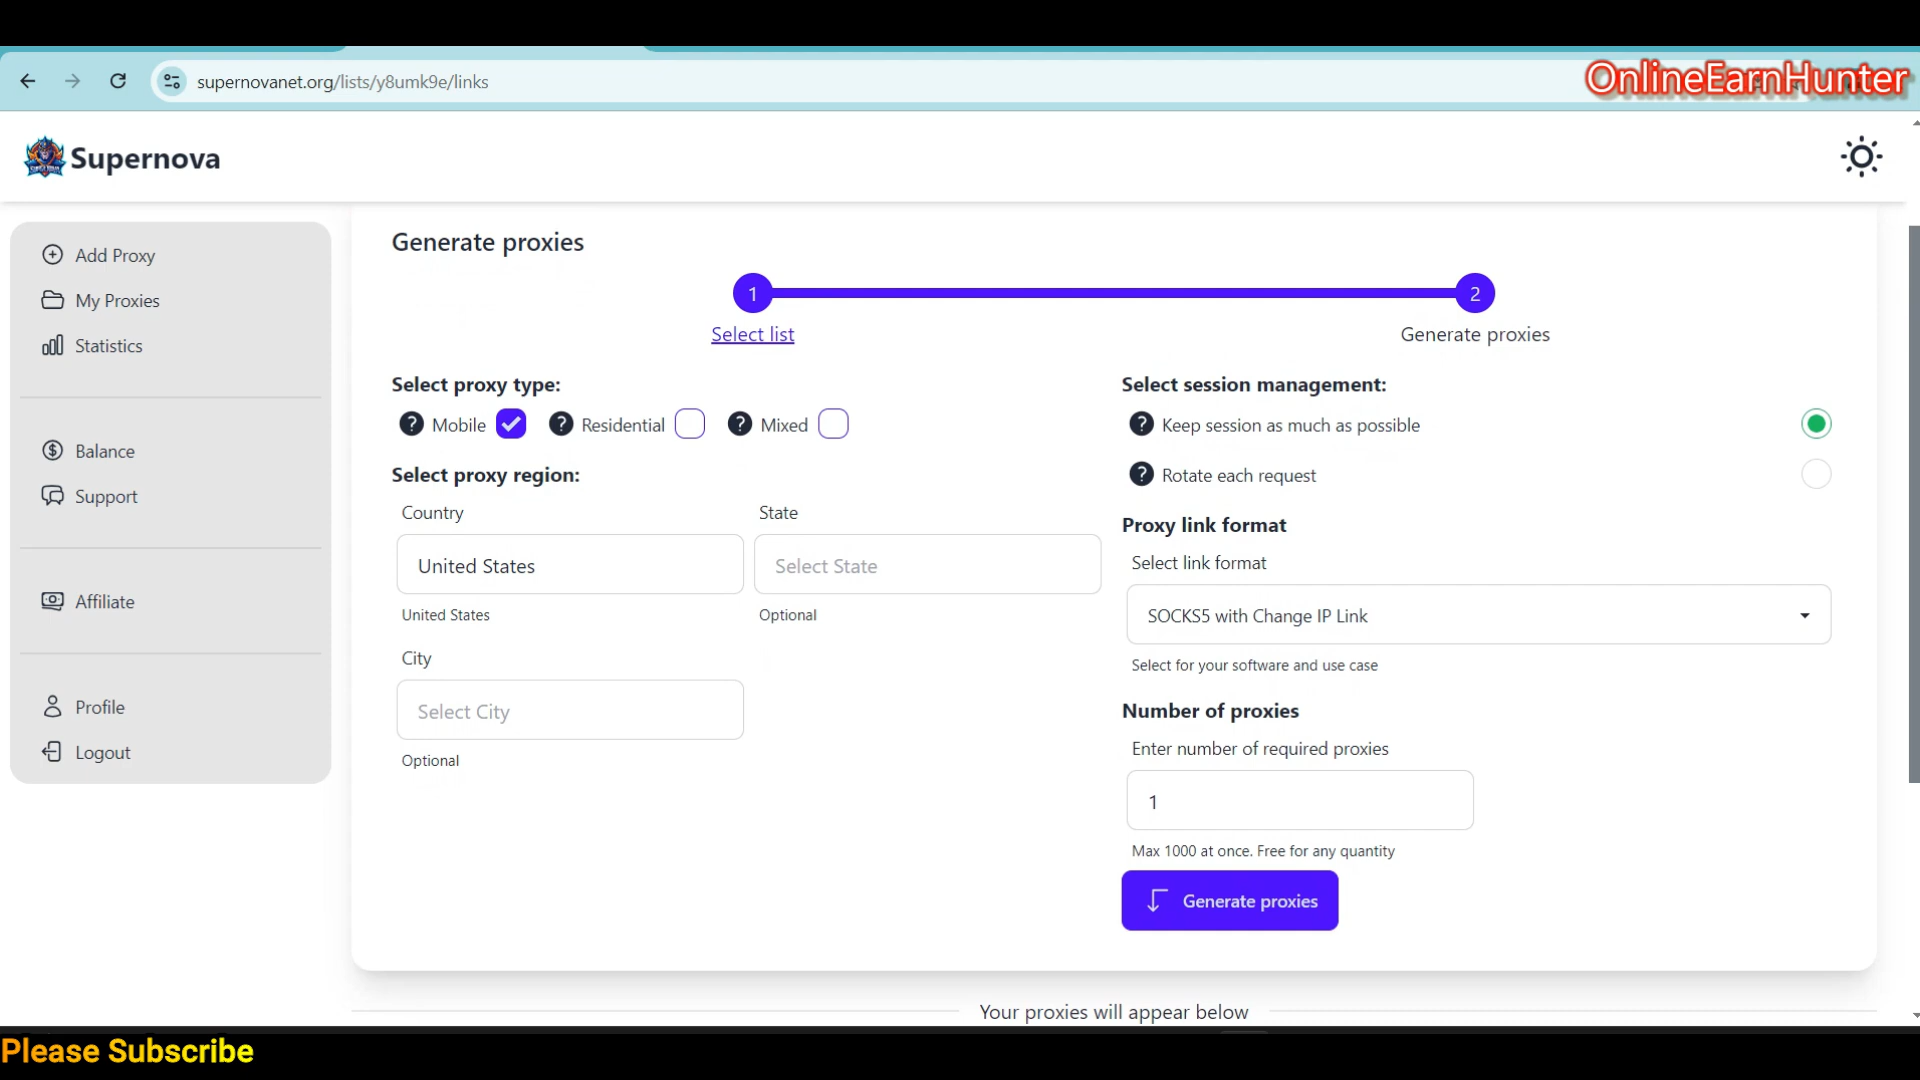 supernovanet.org/lists/y8umk9e/links
OnlineEarnHunter
Supernova
Add Proxy
My Proxies
Statistics
Balance
Support
Affiliate
Profile
Logout
Generate proxies
1
2
Select list
Generate proxies
Select proxy type:
? Mobile
? Residential
? Mixed
Select proxy region:
Country
State
United States
Select State
United States
Optional
City
Select City
Optional
Select session management:
? Keep session as much as possible
? Rotate each request
Proxy link format
Select link format
SOCKS5 with Change IP Link
Select for your software and use case
Number of proxies
Enter number of required proxies
1
Max 1000 at once. Free for any quantity
Generate proxies
Your proxies will appear below
Please Subscribe